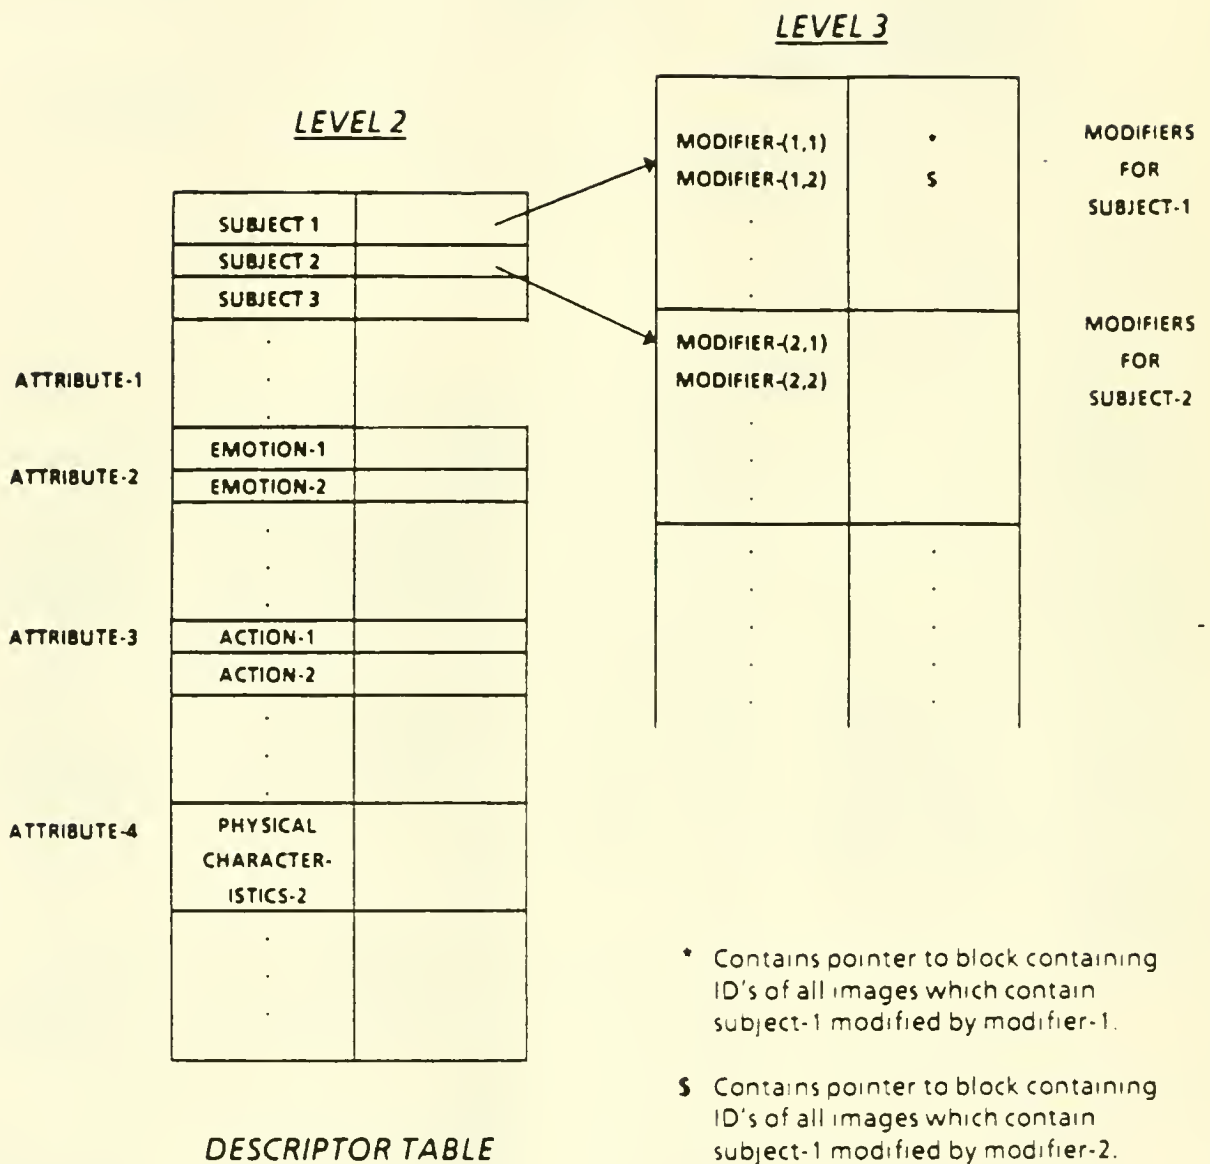 LEVEL 3
LEVEL 2
MODIFIER-(1,1) *
MODIFIER-(1,2) $
MODIFIERS
FOR
SUBJECT-1
SUBJECT 1
SUBJECT 2
SUBJECT 3
MODIFIER-(2,1)
MODIFIER-(2,2)
MODIFIERS
FOR
SUBJECT-2
ATTRIBUTE-1
ATTRIBUTE-2
EMOTION-1
EMOTION-2
ATTRIBUTE-3
ACTION-1
ACTION-2
ATTRIBUTE-4
PHYSICAL
CHARACTER-
ISTICS-2
* Contains pointer to block containing
ID's of all images which contain
subject-1 modified by modifier-1.
$ Contains pointer to block containing
ID's of all images which contain
subject-1 modified by modifier-2.
DESCRIPTOR TABLE